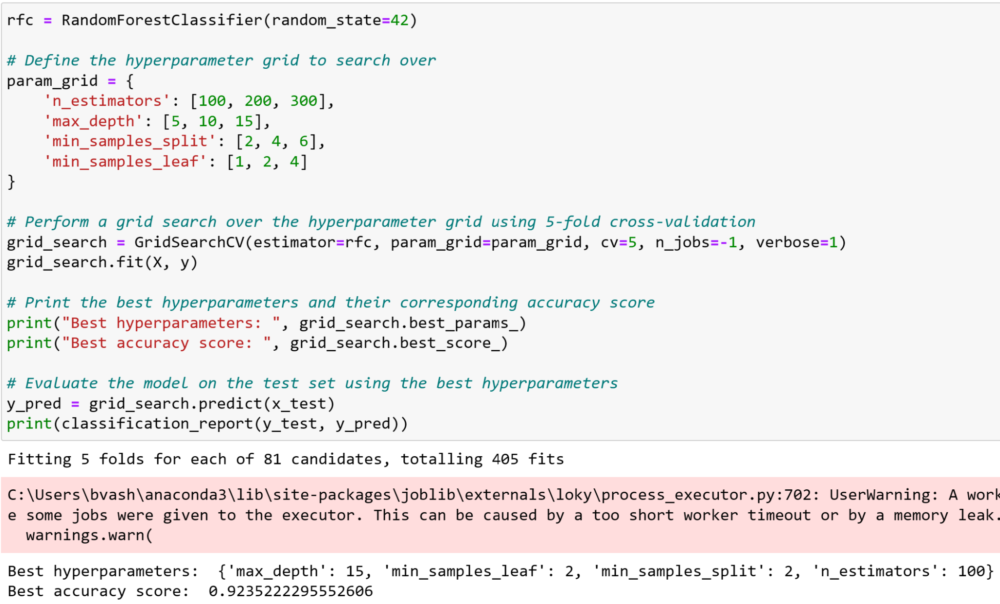 rfc = RandomForestClassifier(random_state=42)
# Define the hyperparameter grid to search over
param_grid = {
    'n_estimators': [100, 200, 300],
    'max_depth': [5, 10, 15],
    'min_samples_split': [2, 4, 6],
    'min_samples_leaf': [1, 2, 4]
}
# Perform a grid search over the hyperparameter grid using 5-fold cross-validation
grid_search = GridSearchCV(estimator=rfc, param_grid=param_grid, cv=5, n_jobs=-1, verbose=1)
grid_search.fit(X, y)
# Print the best hyperparameters and their corresponding accuracy score
print("Best hyperparameters: ", grid_search.best_params_)
print("Best accuracy score: ", grid_search.best_score_)
# Evaluate the model on the test set using the best hyperparameters
y_pred = grid_search.predict(x_test)
print(classification_report(y_test, y_pred))
Fitting 5 folds for each of 81 candidates, totalling 405 fits
C:\Users\bvash\anaconda3\lib\site-packages\joblib\externals\loky\process_executor.py:702: UserWarning: A work
e some jobs were given to the executor. This can be caused by a too short worker timeout or by a memory leak.
  warnings.warn(
Best hyperparameters:  {'max_depth': 15, 'min_samples_leaf': 2, 'min_samples_split': 2, 'n_estimators': 100}
Best accuracy score:  0.9235222295552606